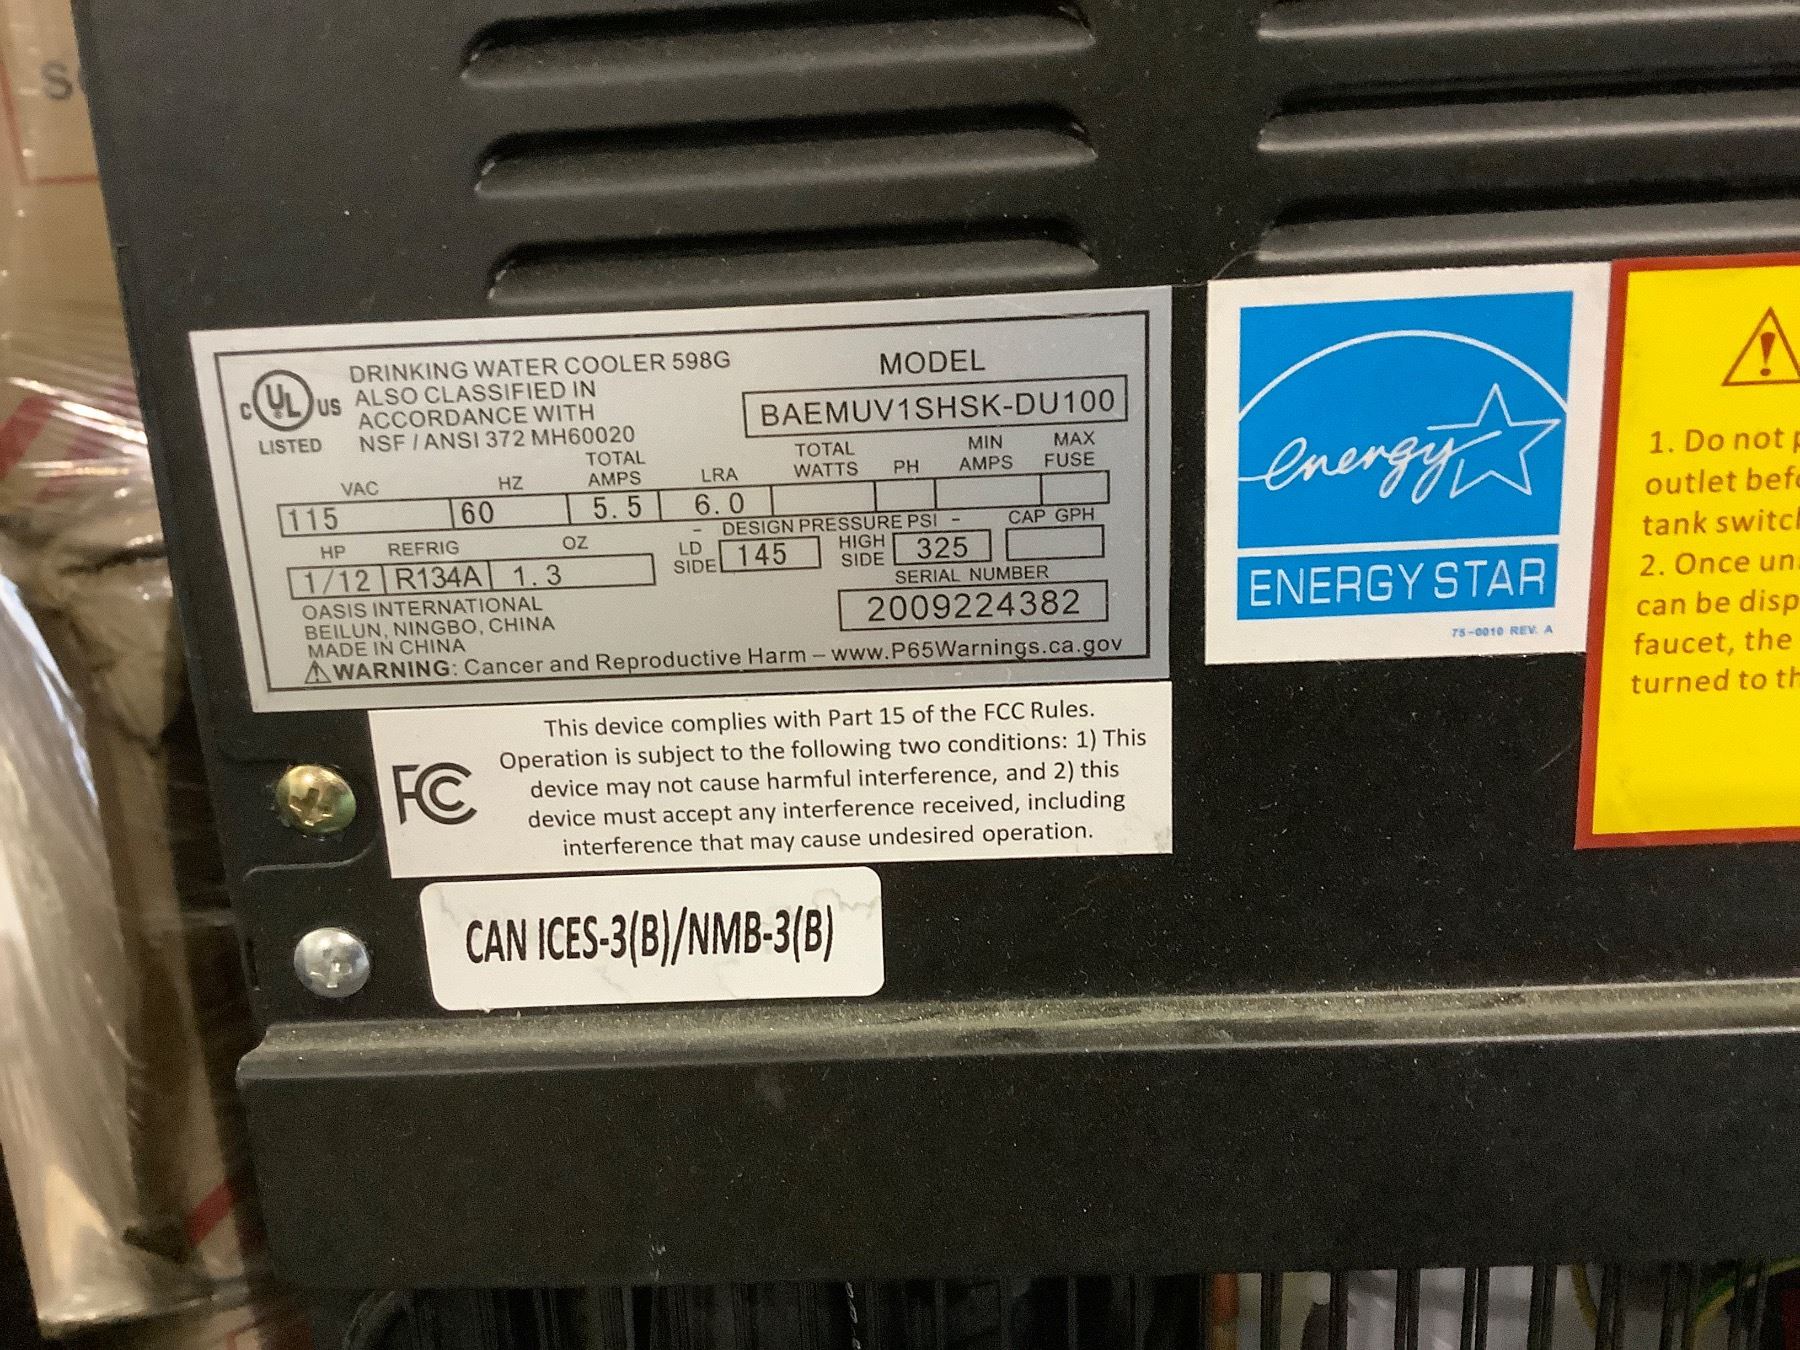 S
DRINKING WATER COOLER 598G
ALSO CLASSIFIED IN
ACCORDANCE WITH
NSF / ANSI 372 MH60020
C UL US
LISTED
MODEL
BAEMUV1SHSK-DU100
VAC HZ TOTAL AMPS LRA TOTAL WATTS PH MIN AMPS MAX FUSE
115 60 5.5 6.0
- DESIGN PRESSURE PSI - CAP GPH
HP REFRIG OZ LD SIDE 145 HIGH SIDE 325
1/12 R134A 1.3
SERIAL NUMBER
2009224382
OASIS INTERNATIONAL
BEILUN, NINGBO, CHINA
MADE IN CHINA
WARNING: Cancer and Reproductive Harm – www.P65Warnings.ca.gov
energy
ENERGY STAR
75-0010 REV. A
1. Do not
outlet
tank
2. Once
can be
faucet, the
turned to
FC
This device complies with Part 15 of the FCC Rules.
Operation is subject to the following two conditions: 1) This
device may not cause harmful interference, and 2) this
device must accept any interference received, including
interference that may cause undesired operation.
CAN ICES-3(B)/NMB-3(B)